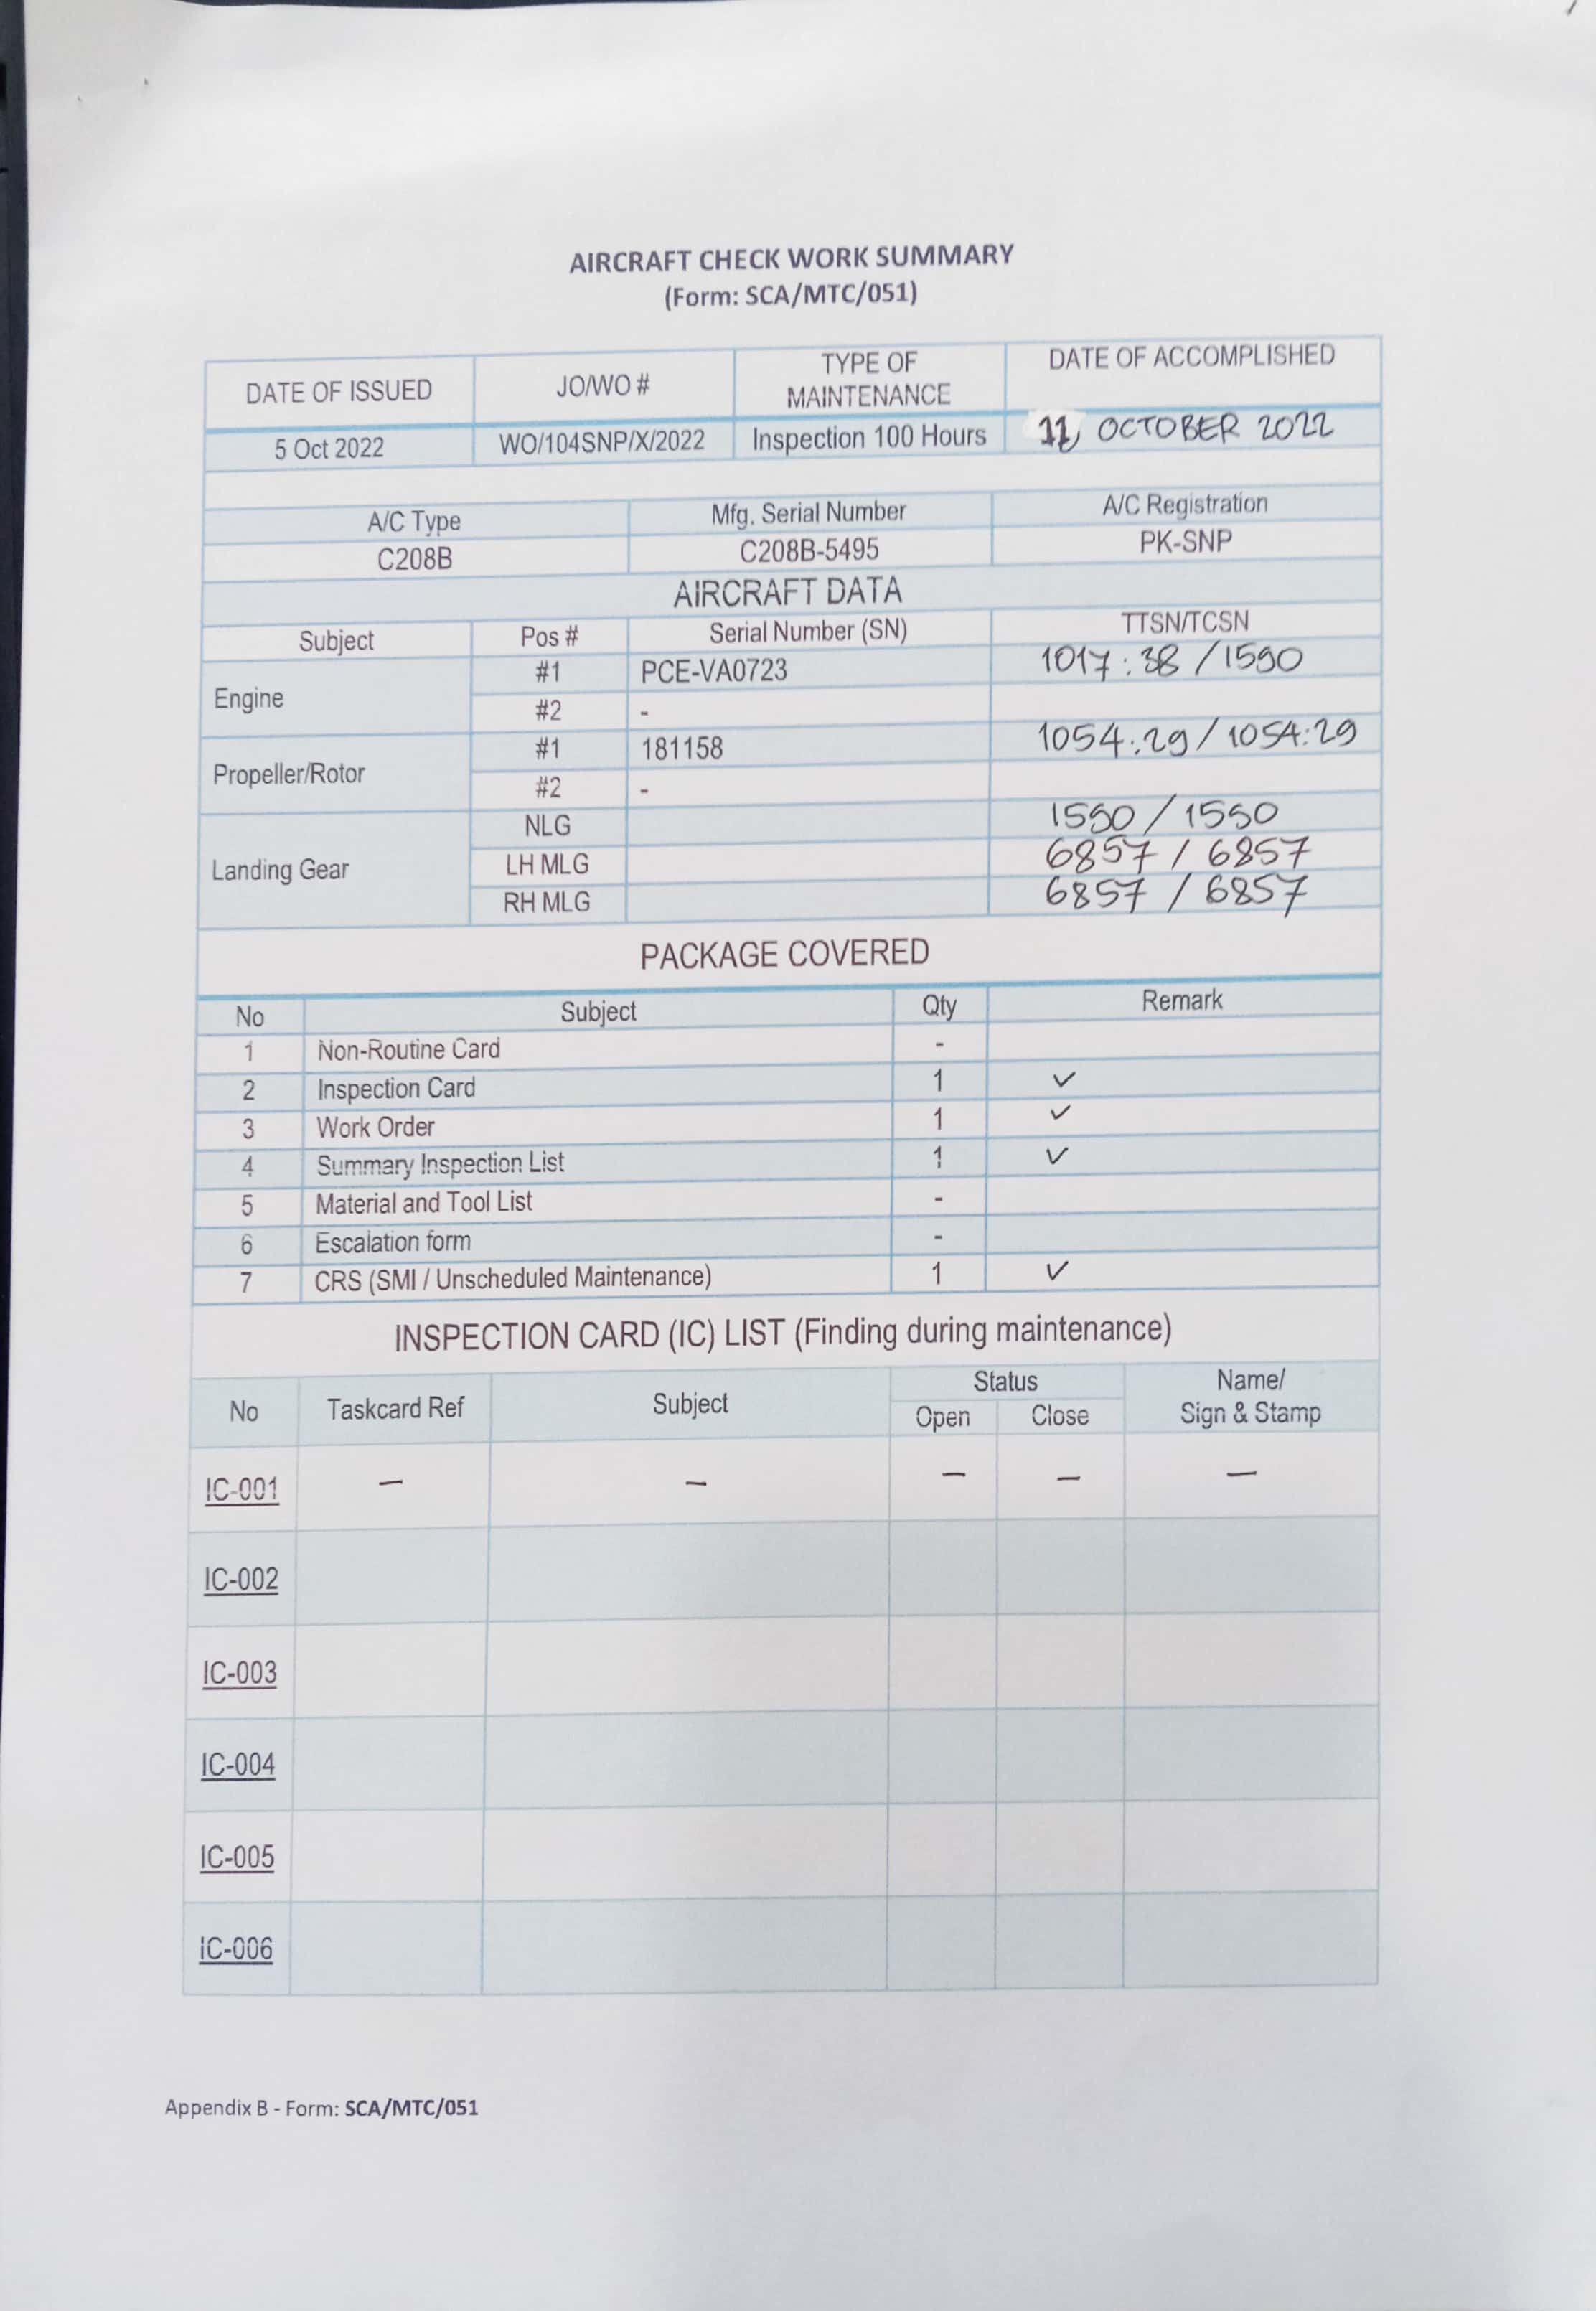 AIRCRAFT CHECK WORK SUMMARY
(Form: SCA/MTC/051)
DATE OF ISSUED JO/WO # TYPE OF MAINTENANCE DATE OF ACCOMPLISHED
5 Oct 2022 WO/104SNP/X/2022 Inspection 100 Hours 11, OCTOBER 2022
A/C Type Mfg. Serial Number A/C Registration
C208B C208B-5495 PK-SNP
AIRCRAFT DATA
Subject Pos # Serial Number (SN) TTSN/TCSN
Engine #1 PCE-VA0723 1017:38 / 1590
#2 -
Propeller/Rotor #1 181158 1054:29 / 1054:29
#2 -
Landing Gear NLG 1590 / 1590
LH MLG 6857 / 6857
RH MLG 6857 / 6857
PACKAGE COVERED
No Subject Qty Remark
1 Non-Routine Card -
2 Inspection Card 1 ✓
3 Work Order 1 ✓
4 Summary Inspection List 1 ✓
5 Material and Tool List -
6 Escalation form -
7 CRS (SMI / Unscheduled Maintenance) 1 ✓
INSPECTION CARD (IC) LIST (Finding during maintenance)
No Taskcard Ref Subject Status Name/
Open Close Sign & Stamp
IC-001 — — — — —
IC-002
IC-003
IC-004
IC-005
IC-006
Appendix B - Form: SCA/MTC/051